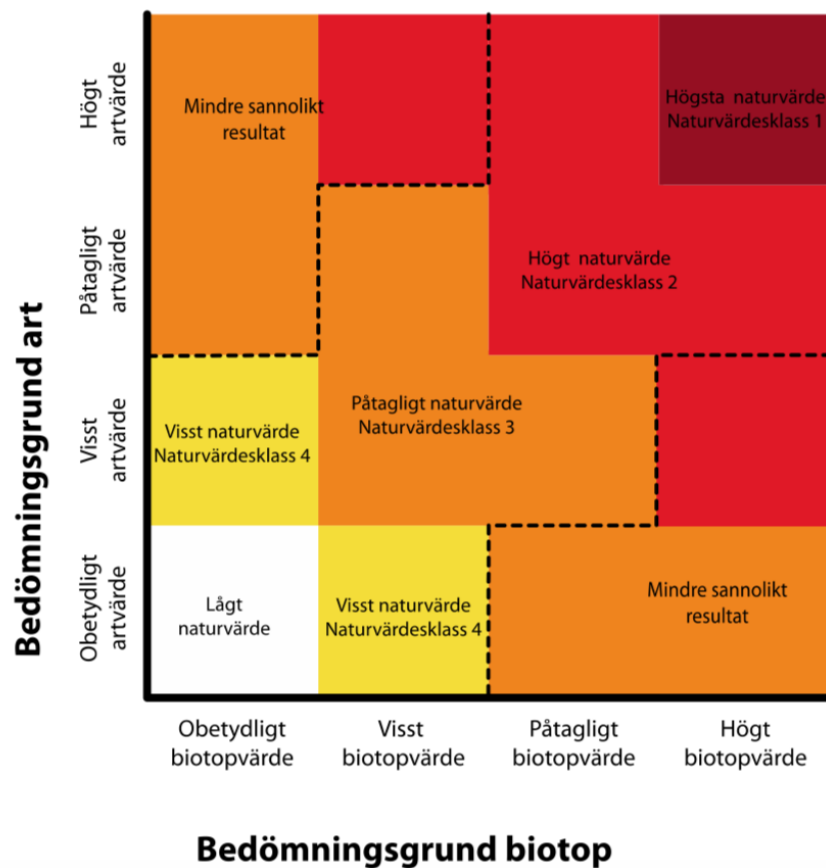 Högt
artvärde
Mindre sannolikt
resultat
Högsta naturvärde
Naturvärdesklass 1
Påtagligt
artvärde
Högt naturvärde
Naturvärdesklass 2
Bedömningsgrund art
Visst
artvärde
Visst naturvärde
Naturvärdesklass 4
Påtagligt naturvärde
Naturvärdesklass 3
Obetydligt
artvärde
Lågt
naturvärde
Visst naturvärde
Naturvärdesklass 4
Mindre sannolikt
resultat
Obetydligt
biotopvärde
Visst
biotopvärde
Påtagligt
biotopvärde
Högt
biotopvärde
Bedömningsgrund biotop